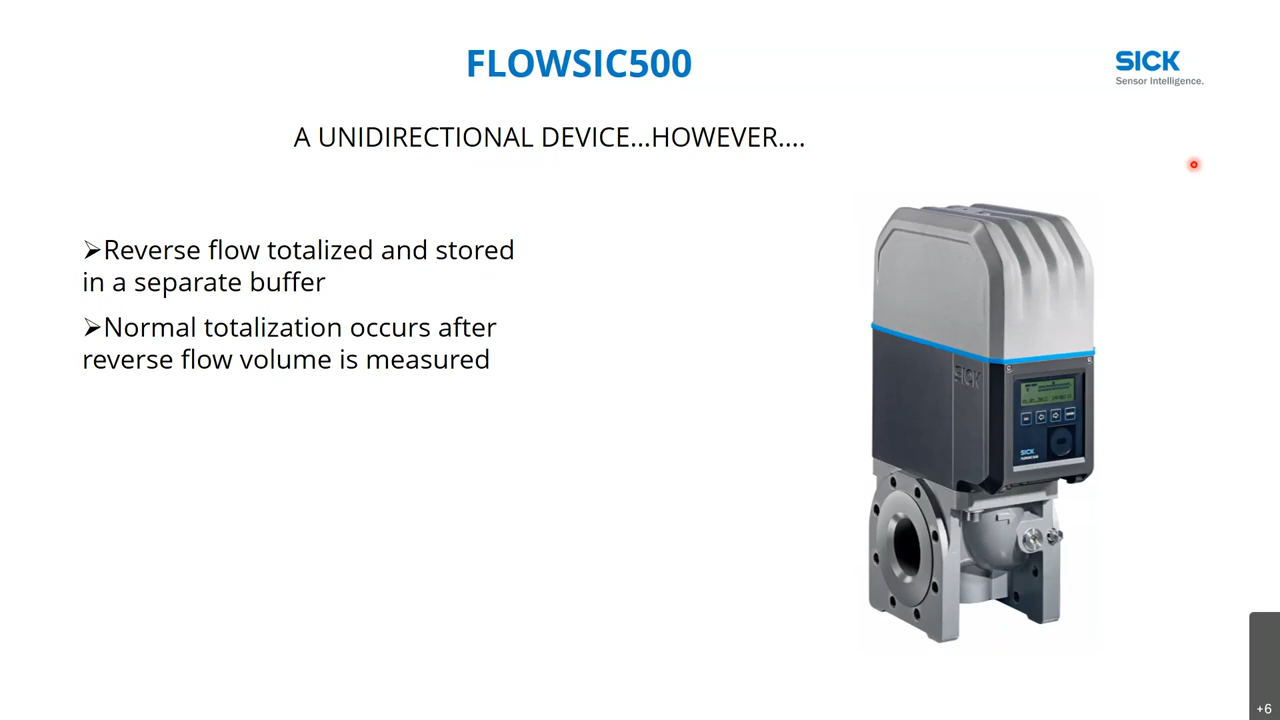 FLOWSIC500
SICK
Sensor Intelligence.
A UNIDIRECTIONAL DEVICE...HOWEVER....
➢Reverse flow totalized and stored
in a separate buffer
➢Normal totalization occurs after
reverse flow volume is measured
SICK
SICK
+6